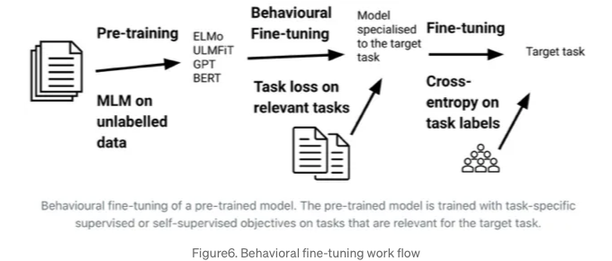 Pre-training
MLM on
unlabelled
data
ELMo
ULMFiT
GPT
BERT
Behavioural
Fine-tuning
Task loss on
relevant tasks
Model
specialised
to the target
task
Fine-tuning
Cross-
entropy on
task labels
Target task
Behavioural fine-tuning of a pre-trained model. The pre-trained model is trained with task-specific
supervised or self-supervised objectives on tasks that are relevant for the target task.
Figure6. Behavioral fine-tuning work flow